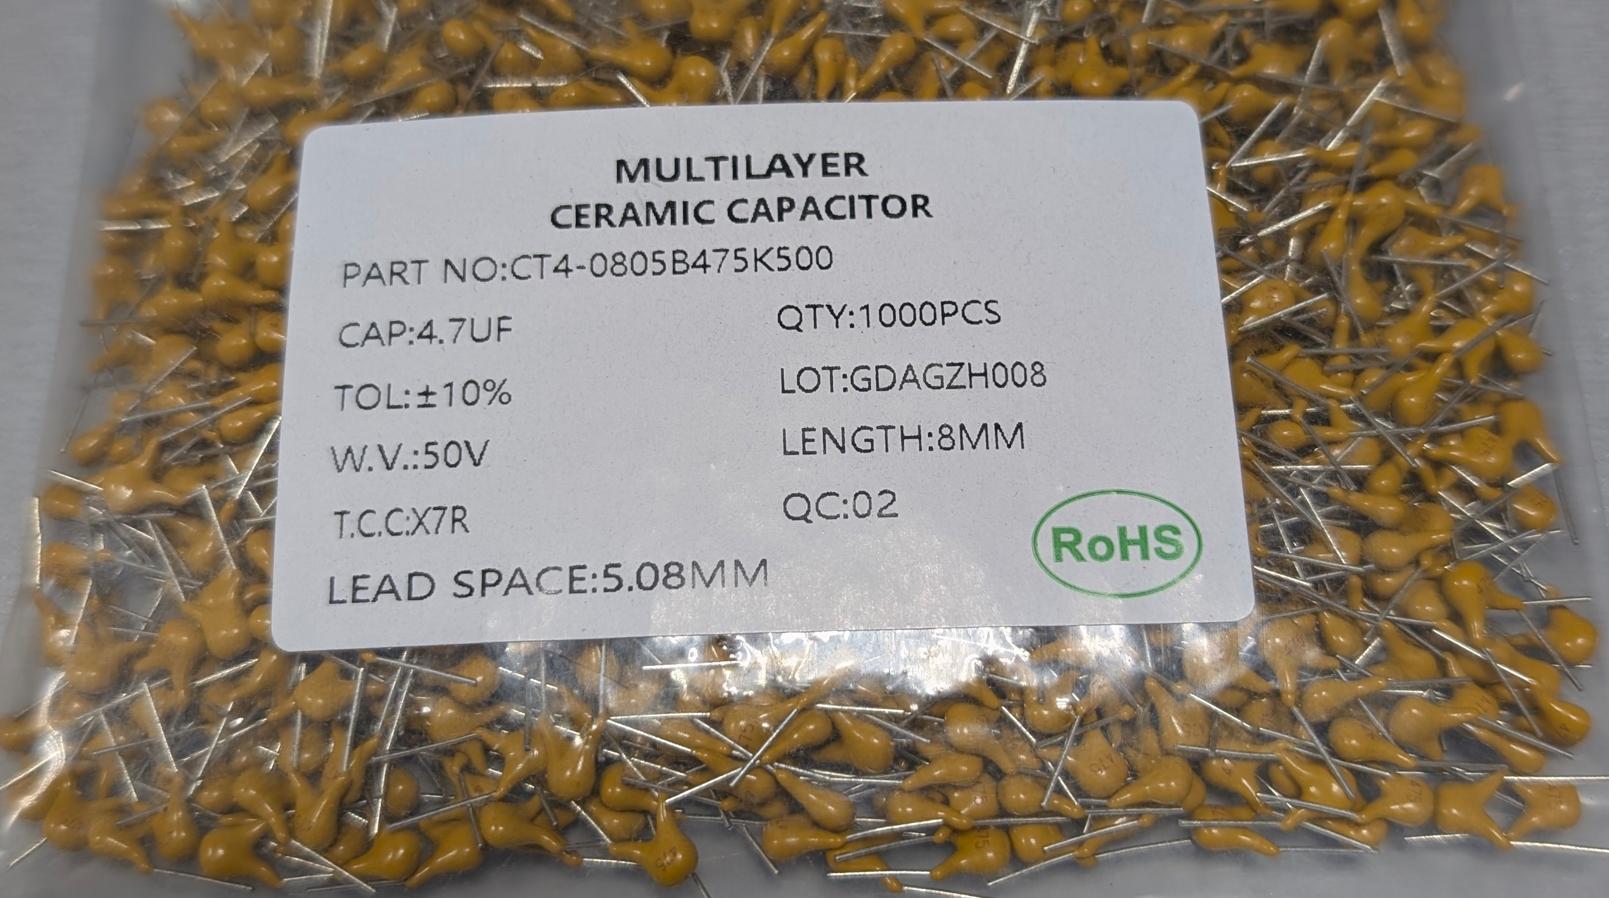 MULTILAYER
CERAMIC CAPACITOR
PART NO:CT4-0805B475K500
CAP:4.7UF
QTY:1000PCS
TOL:±10%
LOT:GDAGZH008
W.V.:50V
LENGTH:8MM
T.C.C:X7R
QC:02
LEAD SPACE:5.08MM
RoHS
475